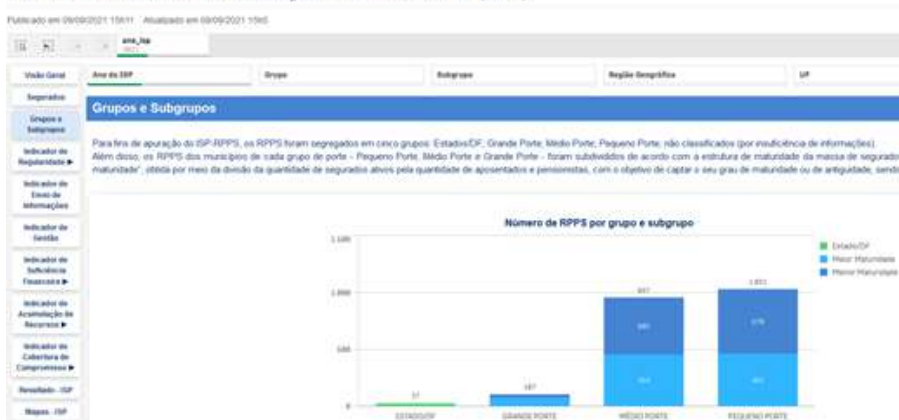 Publicado em 09/09/2021 15h11 Atualizado em 09/09/2021 15h5
ano_isp
2021
Visão Geral
Ano do ISP
Grupo
Subgrupo
Região Geográfica
UF
Segurados
Grupos e Subgrupos
Grupos e
Subgrupos
Para fins de apuração do ISP-RPPS, os RPPS foram segregados em cinco grupos: Estados/DF; Grande Porte; Médio Porte; Pequeno Porte; não classificados (por insuficiência de informações).
Além disso, os RPPS dos municípios de cada grupo de porte - Pequeno Porte, Médio Porte e Grande Porte - foram subdivididos de acordo com a estrutura de maturidade da massa de segurado
maturidade", obtida por meio da divisão da quantidade de segurados ativos pela quantidade de aposentados e pensionistas, com o objetivo de captar o seu grau de maturidade ou de antiguidade, sendo
Indicador de
Regularidade ▶
Indicador de
Envio de
Informações
Indicador de
Gestão
Indicador de
Suficiência
Financeira ▶
Indicador de
Acumulação de
Recursos ▶
Indicador de
Cobertura de
Compromisso ▶
Resultado - ISP
Mapas - ISP
Número de RPPS por grupo e subgrupo
Estado/DF
Maior Maturidade
Menor Maturidade
1.500
1.000
500
0
ESTADO/DF
GRANDE PORTE
MÉDIO PORTE
PEQUENO PORTE